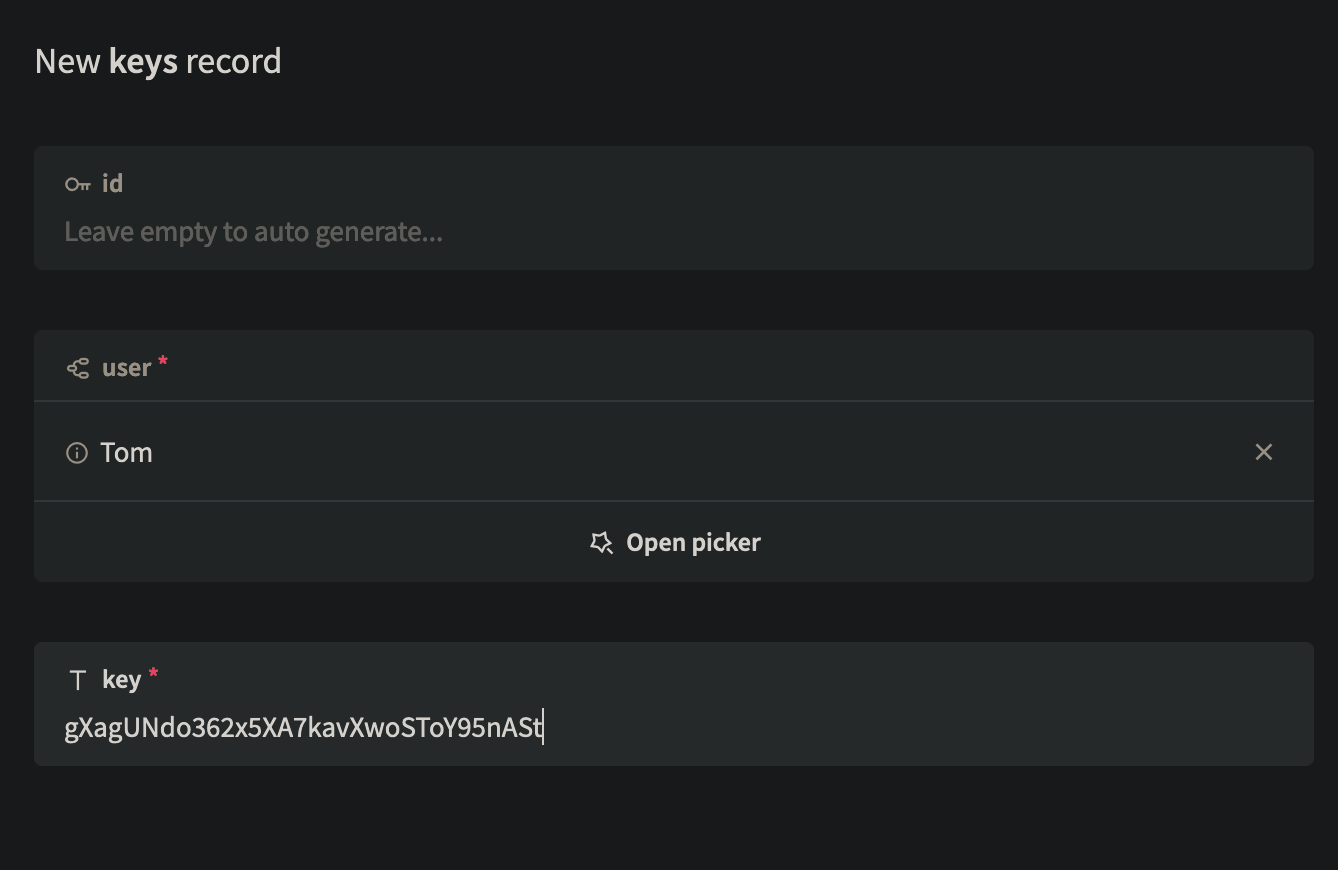 New keys record
id
Leave empty to auto generate...
user *
Tom
Open picker
key *
gXagUNdo362x5XA7kavXwoSToY95nASt